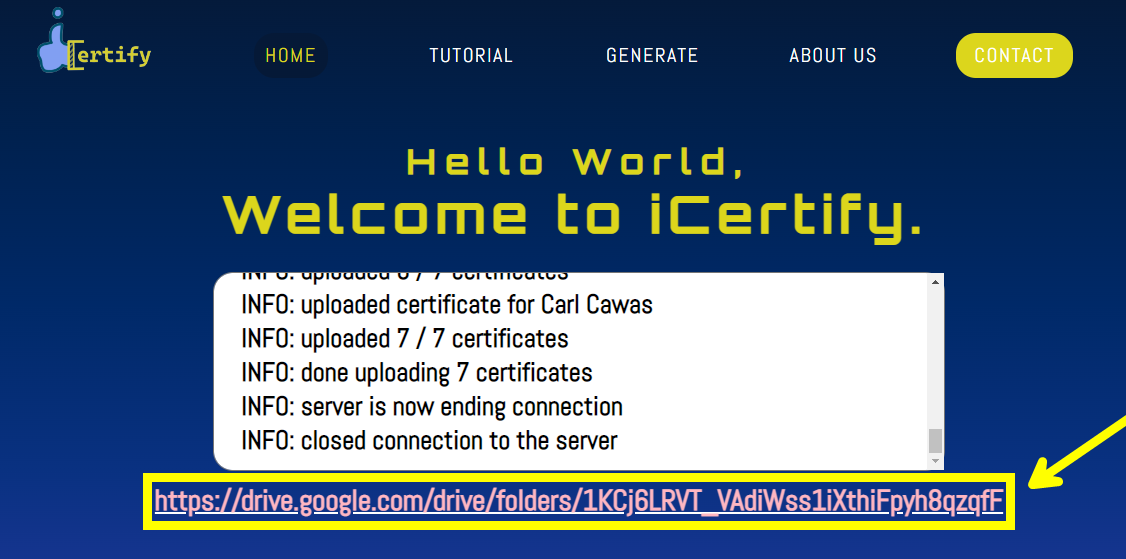 iCertify
HOME
TUTORIAL
GENERATE
ABOUT US
CONTACT
Hello World,
Welcome to iCertify.
INFO: uploaded 6 / 7 certificates
INFO: uploaded certificate for Carl Cawas
INFO: uploaded 7 / 7 certificates
INFO: done uploading 7 certificates
INFO: server is now ending connection
INFO: closed connection to the server
https://drive.google.com/drive/folders/1KCj6LRVT_VAdiWss1iXthiFpyh8qzqfF